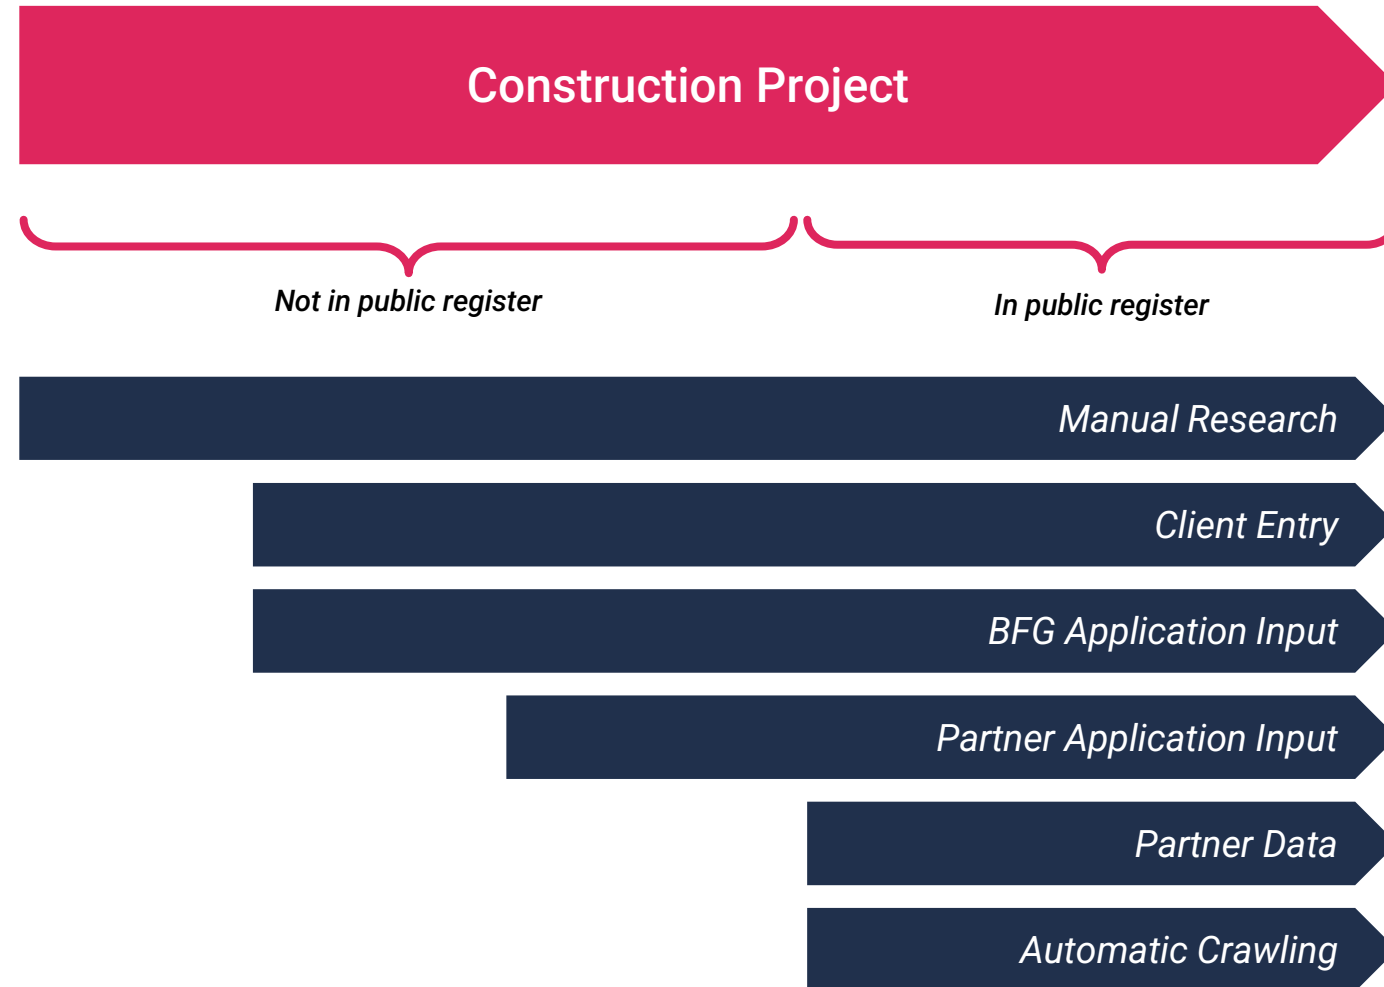 Construction Project
Not in public register
In public register
Manual Research
Client Entry
BFG Application Input
Partner Application Input
Partner Data
Automatic Crawling